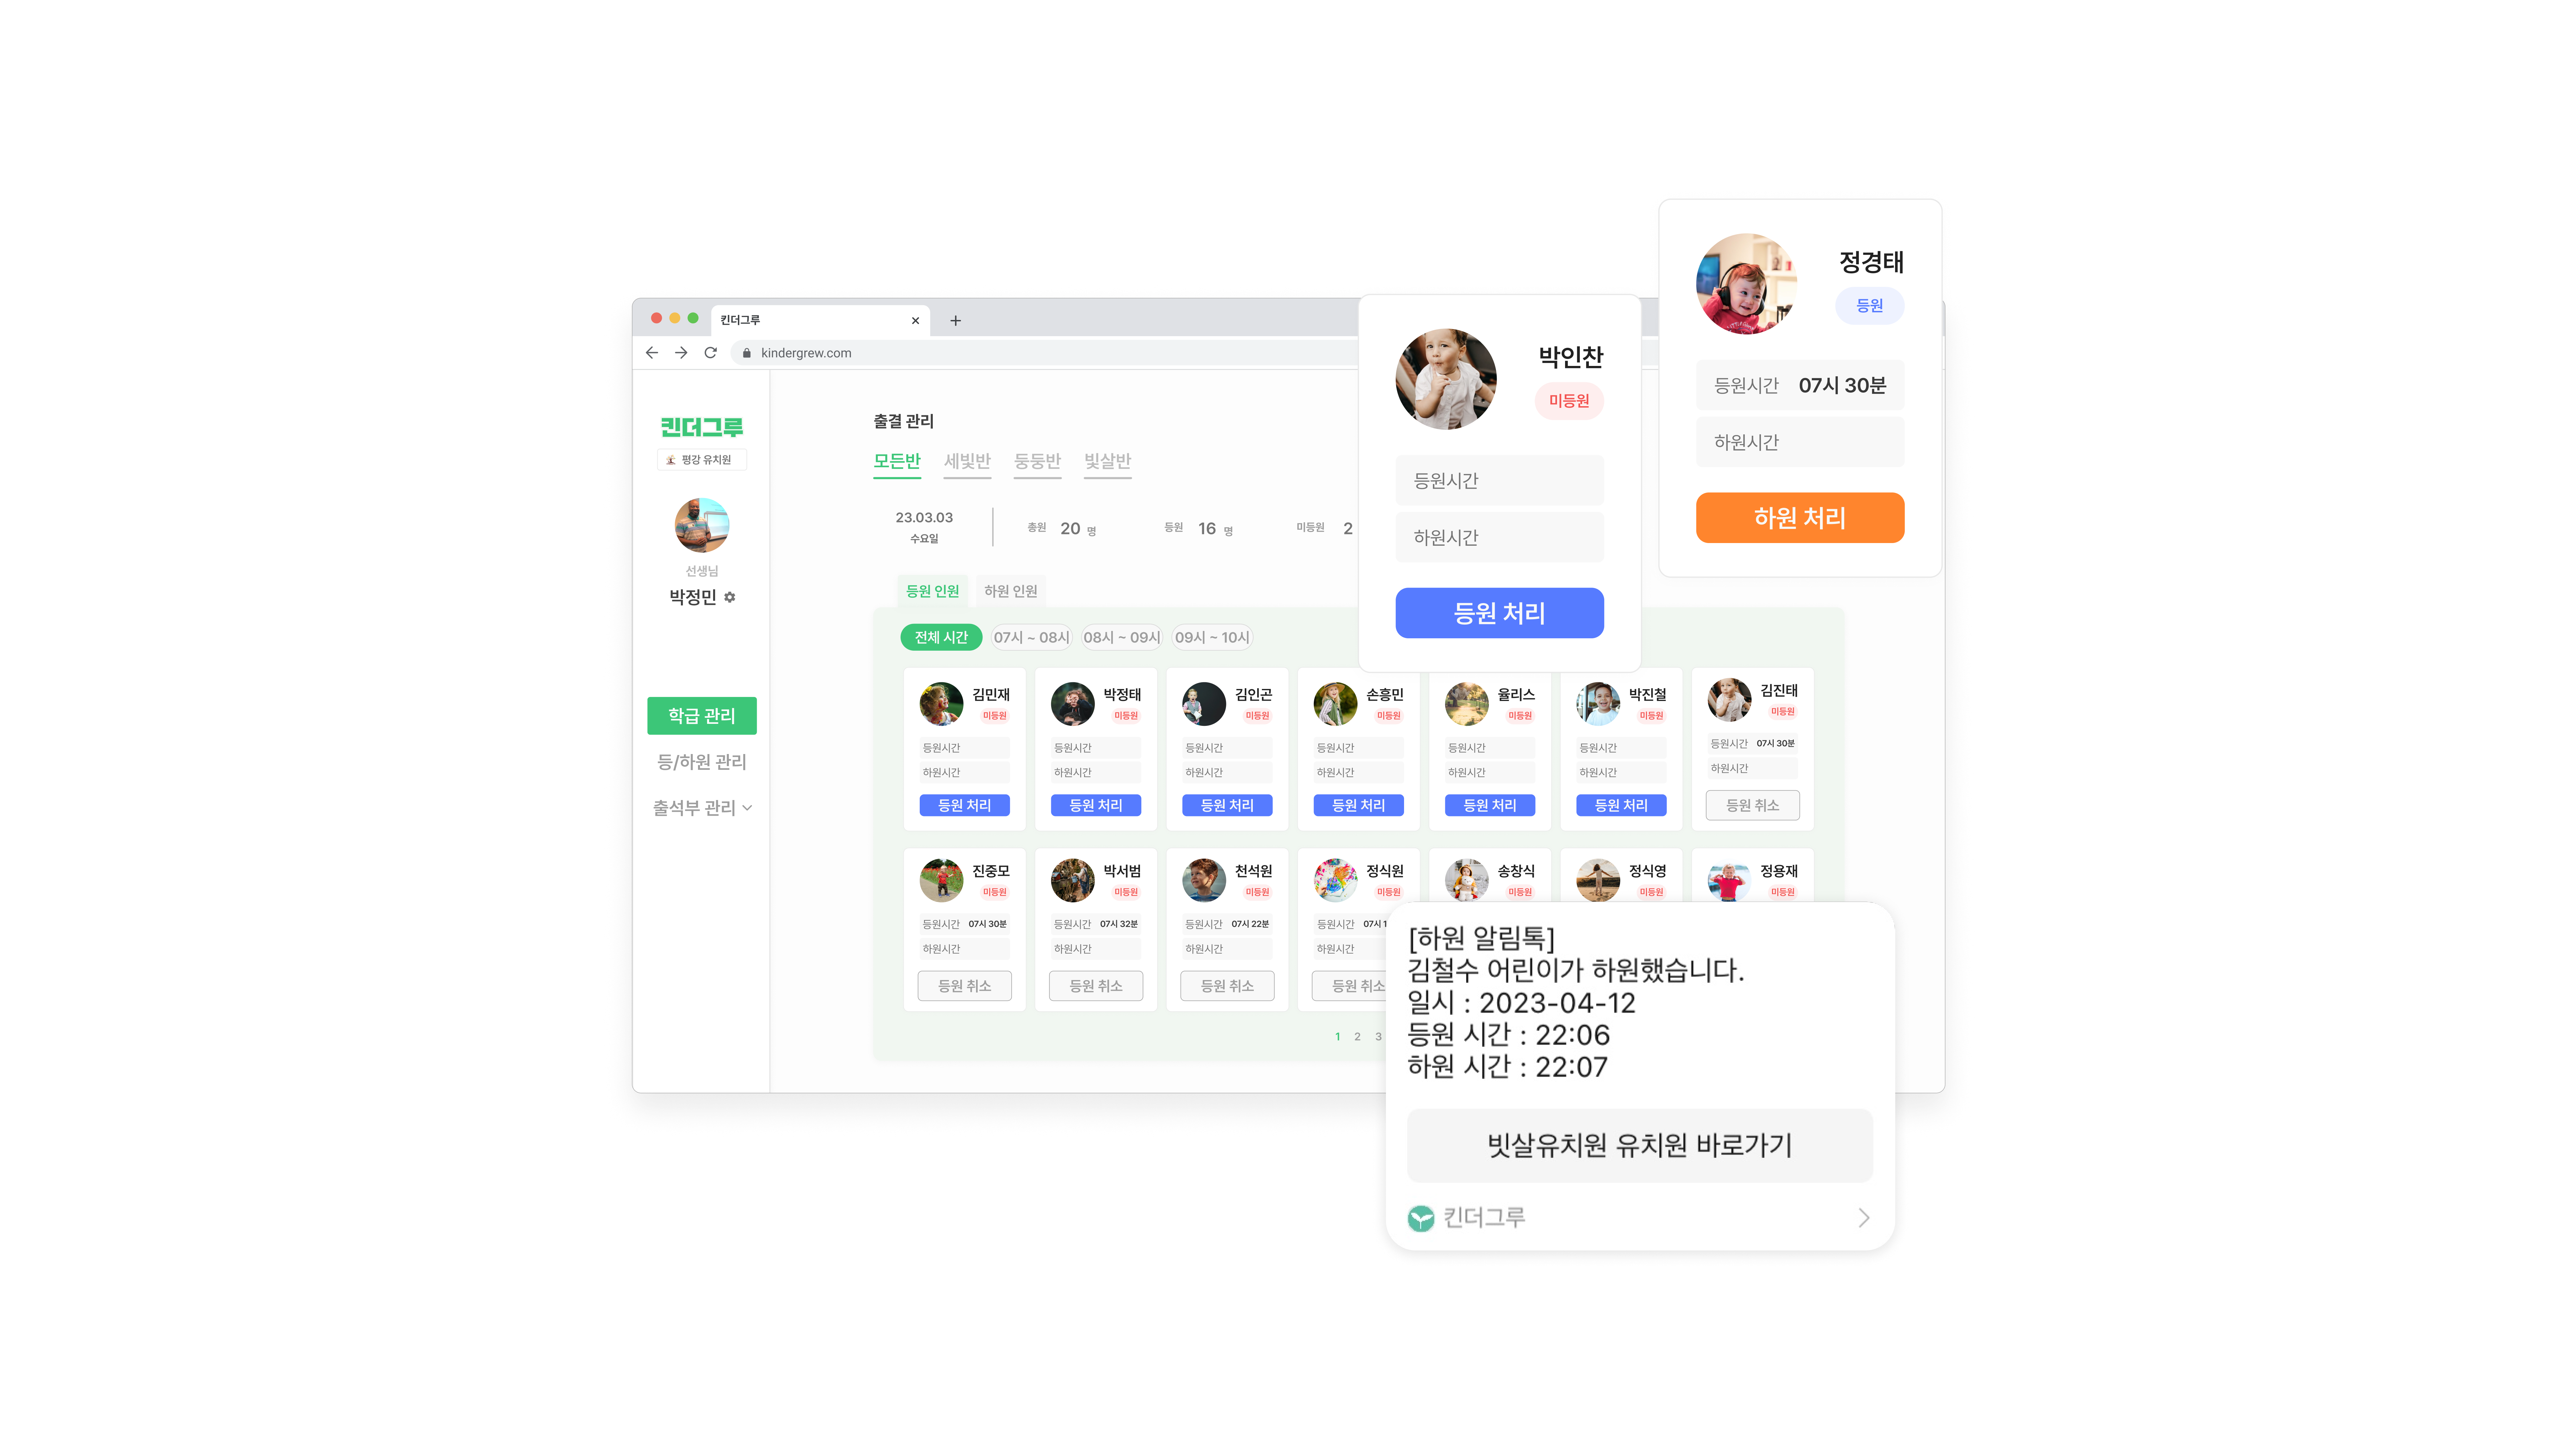 킨더그루
kindergrew.com
킨더그루
평강 유치원
선생님
박정민
학급 관리
등/하원 관리
출석부 관리
출결 관리
모든반 세빛반 둥둥반 빛살반
23.03.03
수요일
총원 20 명 등원 16 명 미등원 2
등원 인원 하원 인원
전체 시간 07시 ~ 08시 08시 ~ 09시 09시 ~ 10시
김민재
미등원
등원시간
하원시간
등원 처리
박정태
미등원
등원시간
하원시간
등원 처리
김인곤
미등원
등원시간
하원시간
등원 처리
손흥민
미등원
등원시간
하원시간
등원 처리
율리스
미등원
등원시간
하원시간
등원 처리
박진철
미등원
등원시간
하원시간
등원 처리
김진태
미등원
등원시간 07시 30분
하원시간
등원 취소
진중모
미등원
등원시간 07시 30분
하원시간
등원 취소
박서범
미등원
등원시간 07시 32분
하원시간
등원 취소
천석원
미등원
등원시간 07시 22분
하원시간
등원 취소
정식원
미등원
등원시간 07시 1
하원시간
등원 취소
송창식
미등원
정식영
미등원
정용재
미등원
1 2 3
박인찬
미등원
등원시간
하원시간
등원 처리
정경태
등원
등원시간 07시 30분
하원시간
하원 처리
[하원 알림톡]
김철수 어린이가 하원했습니다.
일시 : 2023-04-12
등원 시간 : 22:06
하원 시간 : 22:07
빗살유치원 유치원 바로가기
킨더그루